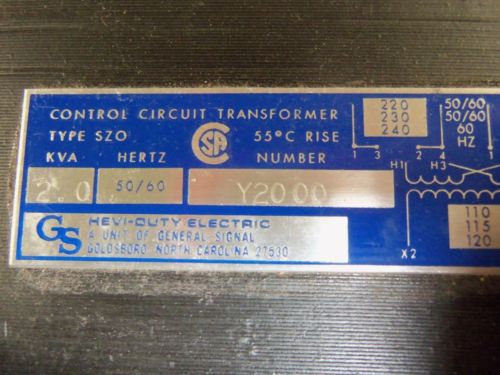 CONTROL CIRCUIT TRANSFORMER
TYPE SZO
SA
55°C RISE
KVA
HERTZ
NUMBER
2.0
50/60
Y2000
GS
HEVI-DUTY ELECTRIC
A UNIT OF GENERAL SIGNAL
GOLDSBORO NORTH CAROLINA 27530
220
230
240
50/60
50/60
60
HZ
1 3 2 4 1
H1 H3
110
115
120
X2